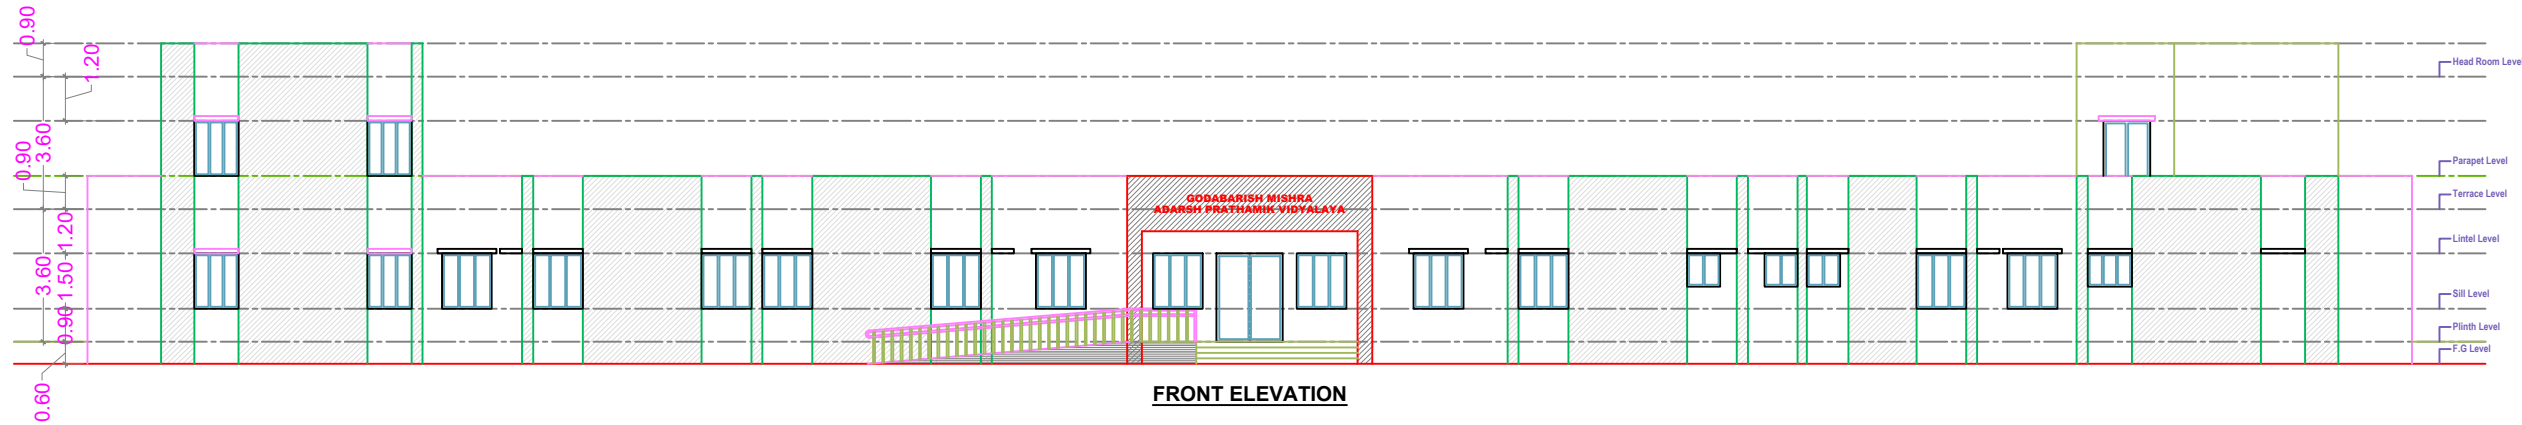 0.90
1.20
Head Room Level
3.60
0.90
Parapet Level
GODABARISH MISHRA
ADARSH PRATHAMIK VIDYALAYA
Terrace Level
1.20
Lintel Level
3.60
1.50
Sill Level
0.90
Plinth Level
F.G Level
0.60
FRONT ELEVATION